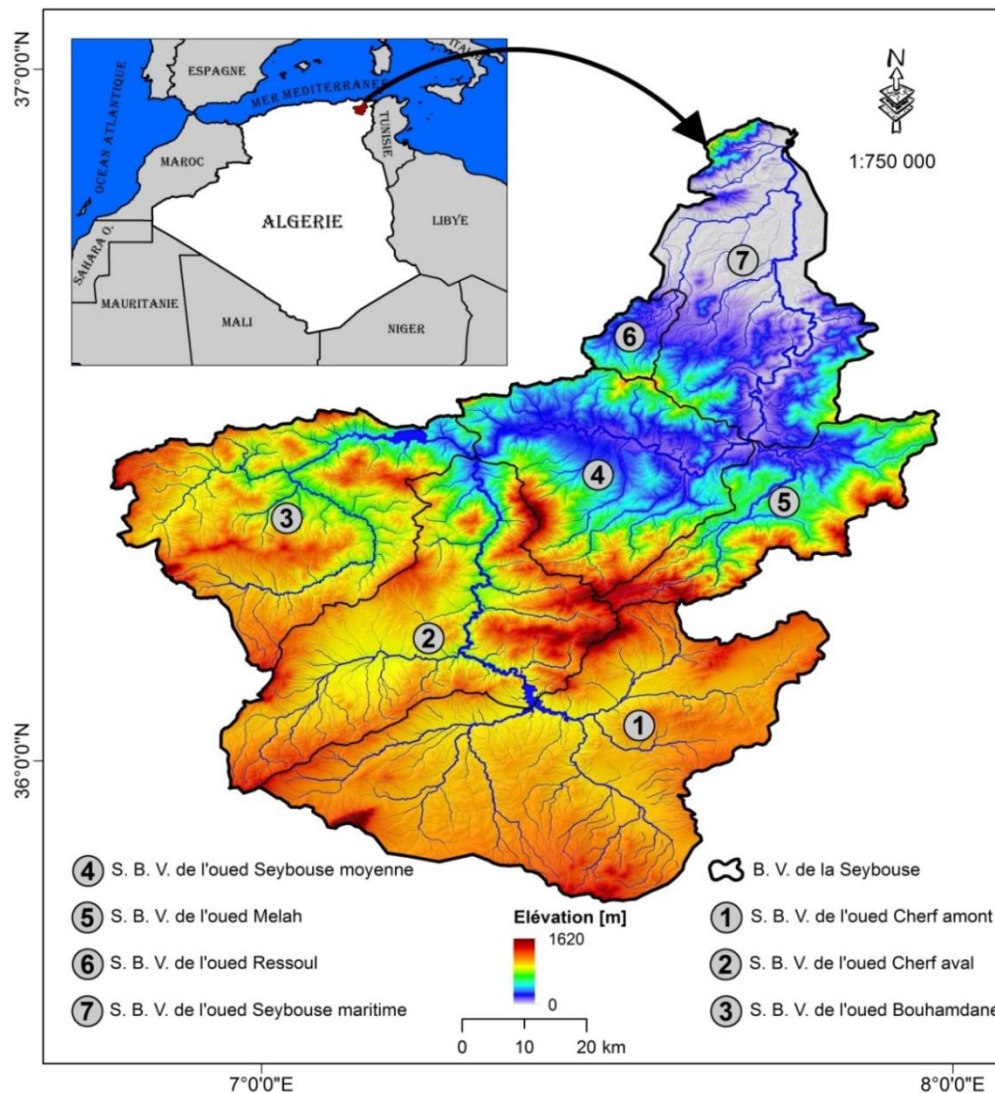 37°0'0"N
36°0'0"N
OCEAN ATLANTIQUE
ESPAGNE
MER MEDITERRANEE
MAROC
TUNISIE
ALGERIE
LIBYE
SAHARA O.
MAURITANIE
MALI
NIGER
N
1:750 000
7
6
4
5
3
2
1
4 S. B. V. de l'oued Seybouse moyenne
5 S. B. V. de l'oued Melah
6 S. B. V. de l'oued Ressoul
7 S. B. V. de l'oued Seybouse maritime
Elévation [m]
1620
0
0 10 20 km
B. V. de la Seybouse
1 S. B. V. de l'oued Cherf amont
2 S. B. V. de l'oued Cherf aval
3 S. B. V. de l'oued Bouhamdane
7°0'0"E
8°0'0"E